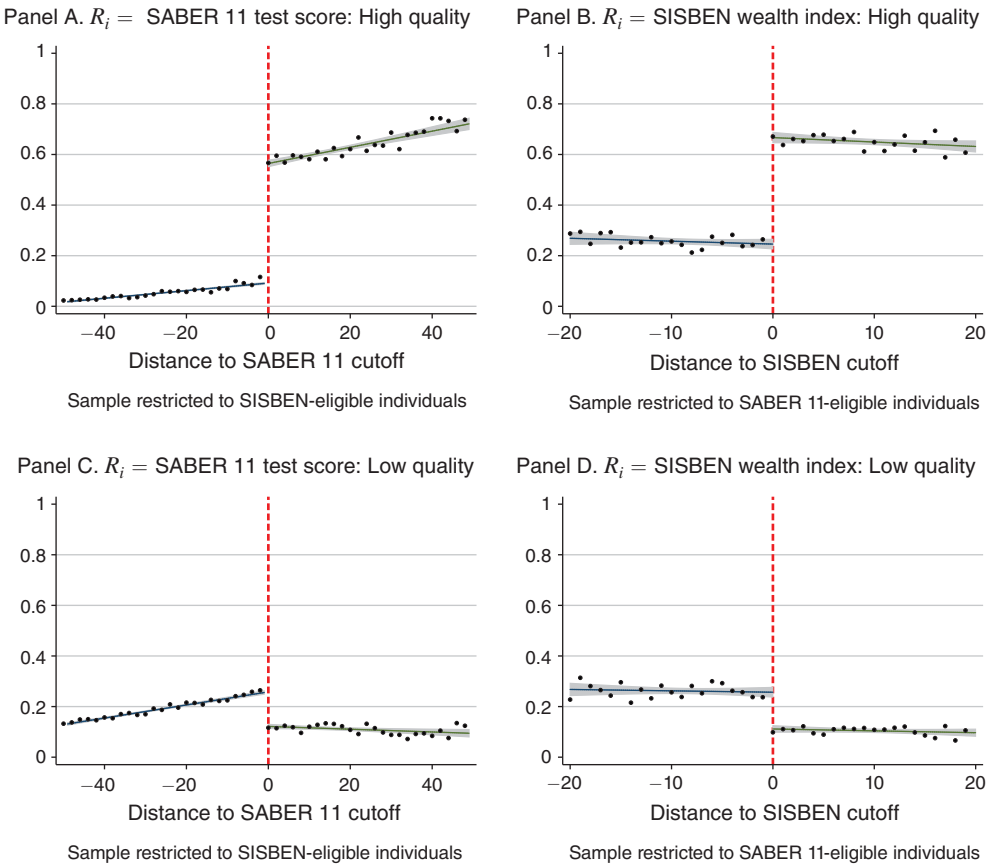 Panel A. R_i = SABER 11 test score: High quality
1
0.8
0.6
0.4
0.2
0
−40 −20 0 20 40
Distance to SABER 11 cutoff
Sample restricted to SISBEN-eligible individuals
Panel B. R_i = SISBEN wealth index: High quality
1
0.8
0.6
0.4
0.2
0
−20 −10 0 10 20
Distance to SISBEN cutoff
Sample restricted to SABER 11-eligible individuals
Panel C. R_i = SABER 11 test score: Low quality
1
0.8
0.6
0.4
0.2
0
−40 −20 0 20 40
Distance to SABER 11 cutoff
Sample restricted to SISBEN-eligible individuals
Panel D. R_i = SISBEN wealth index: Low quality
1
0.8
0.6
0.4
0.2
0
−20 −10 0 10 20
Distance to SISBEN cutoff
Sample restricted to SABER 11-eligible individuals